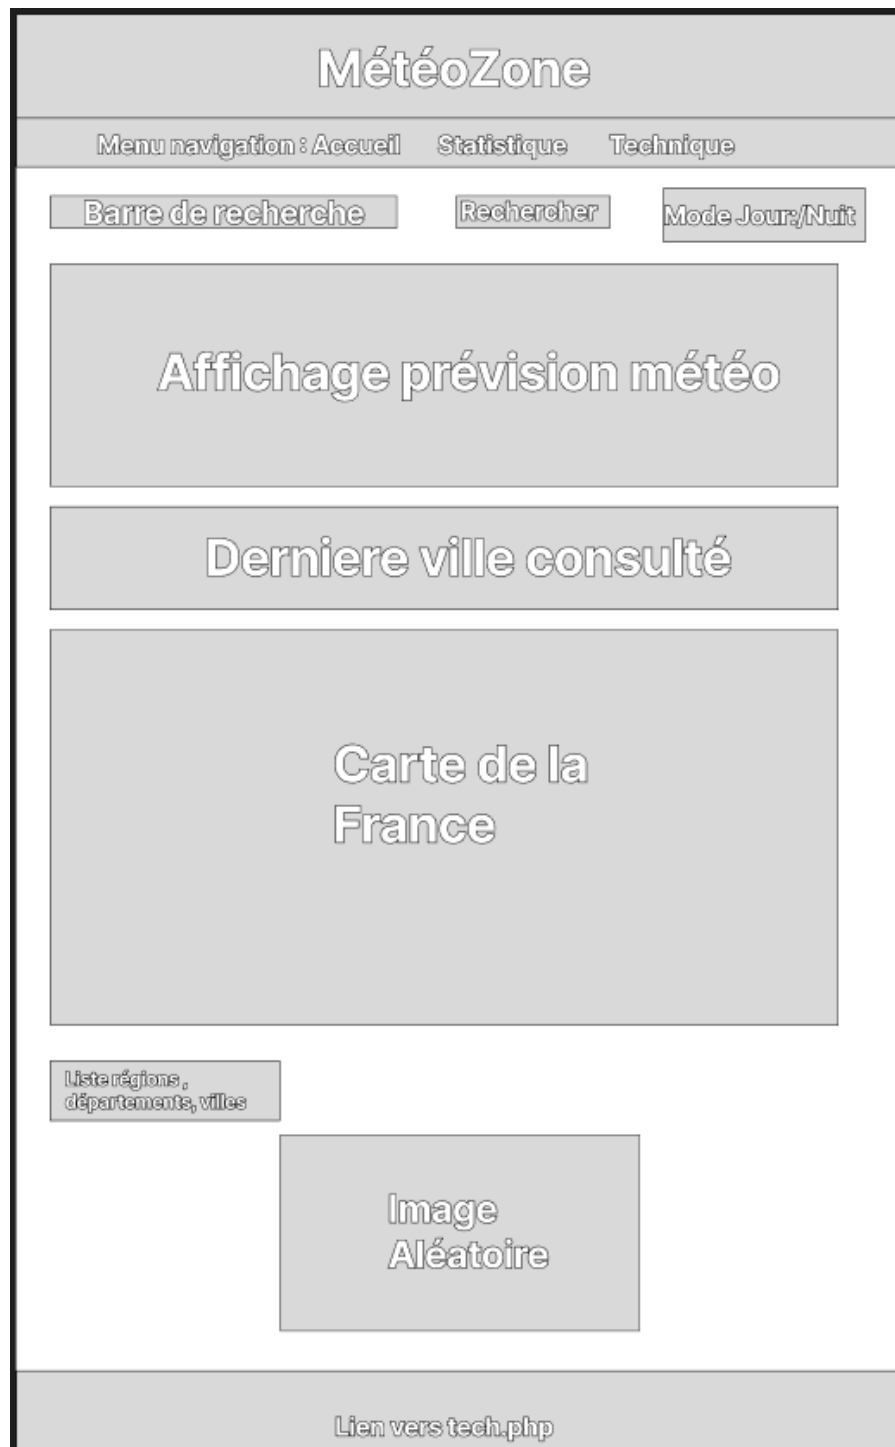 MétéoZone
Menu navigation : Accueil Statistique Technique
Barre de recherche Rechercher Mode Jour:/Nuit
Affichage prévision météo
Derniere ville consulté
Carte de la
France
Liste régions ,
départements, villes
Image
Aléatoire
Lien vers tech.php